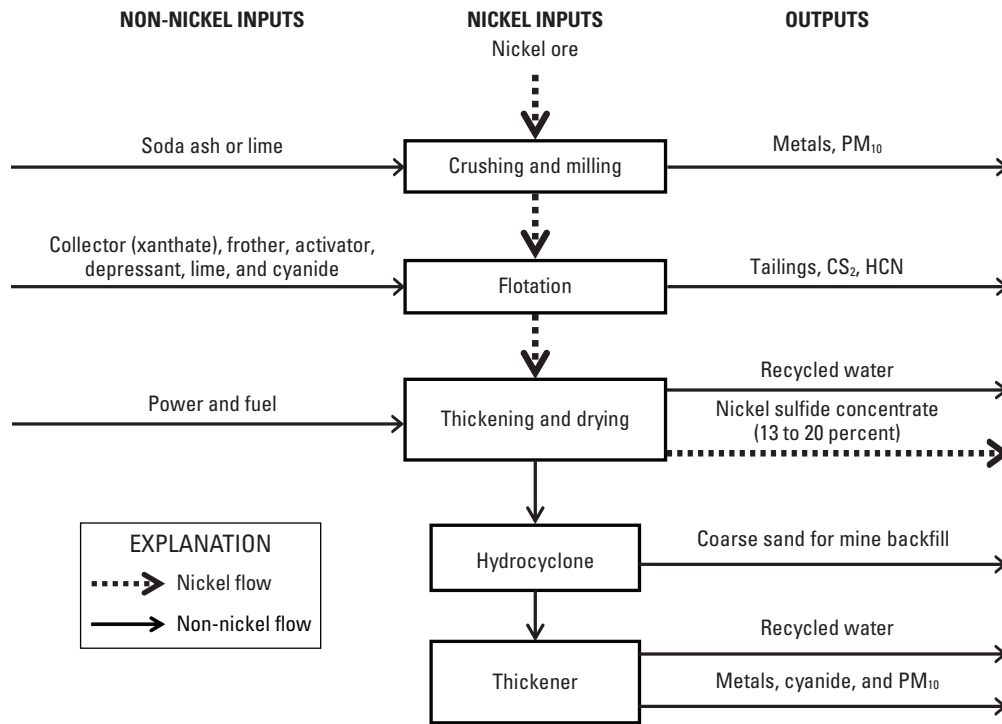 NON-NICKEL INPUTS
NICKEL INPUTS
OUTPUTS
Nickel ore
Soda ash or lime
Crushing and milling
Metals, PM₁₀
Collector (xanthate), frother, activator,
depressant, lime, and cyanide
Flotation
Tailings, CS₂, HCN
Power and fuel
Thickening and drying
Recycled water
Nickel sulfide concentrate
(13 to 20 percent)
Hydrocyclone
Coarse sand for mine backfill
Thickener
Recycled water
Metals, cyanide, and PM₁₀
EXPLANATION
Nickel flow
Non-nickel flow